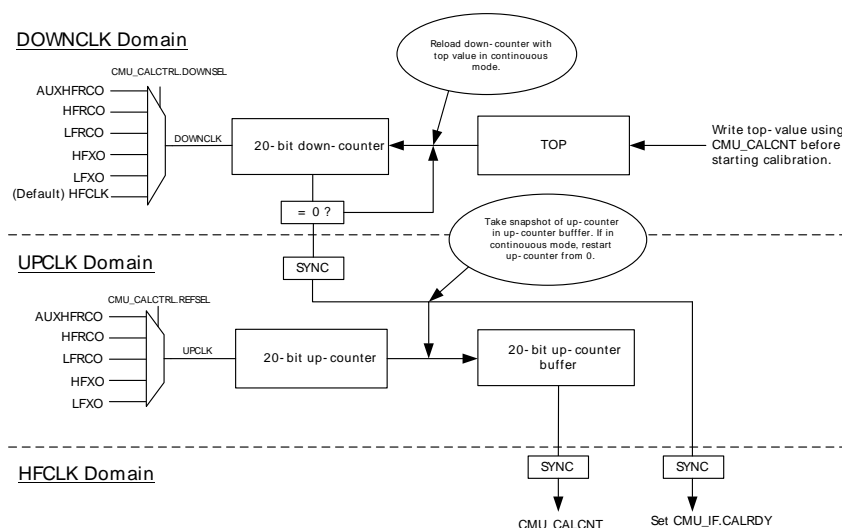 DOWNCLK Domain
Reload down-counter with
top value in continouous
mode.
CMU_CALCTRL.DOWNSEL
AUXHFRCO
HFRCO
LFRCO
HFXO
LFXO
(Default) HFCLK
DOWNCLK
20-bit down-counter
TOP
Write top-value using
CMU_CALCNT before
starting calibration.
= 0 ?
Take snapshot of up-counter
in up-counter bufffer. If in
continouous mode, restart
up-counter from 0.
SYNC
UPCLK Domain
CMU_CALCTRL.REFSEL
AUXHFRCO
HFRCO
LFRCO
HFXO
LFXO
UPCLK
20-bit up-counter
20-bit up-counter
buffer
HFCLK Domain
SYNC
SYNC
CMU_CALCNT
Set CMU_IF.CALRDY